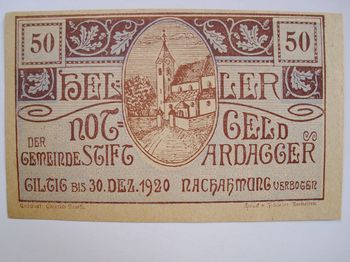 50 50
HEL- LER
NOT- GELD
DER
GEMEINDE STIFT ARDAGGER
GILTIG BIS 30. DEZ. 1920 NACHAHMUNG VERBOTEN